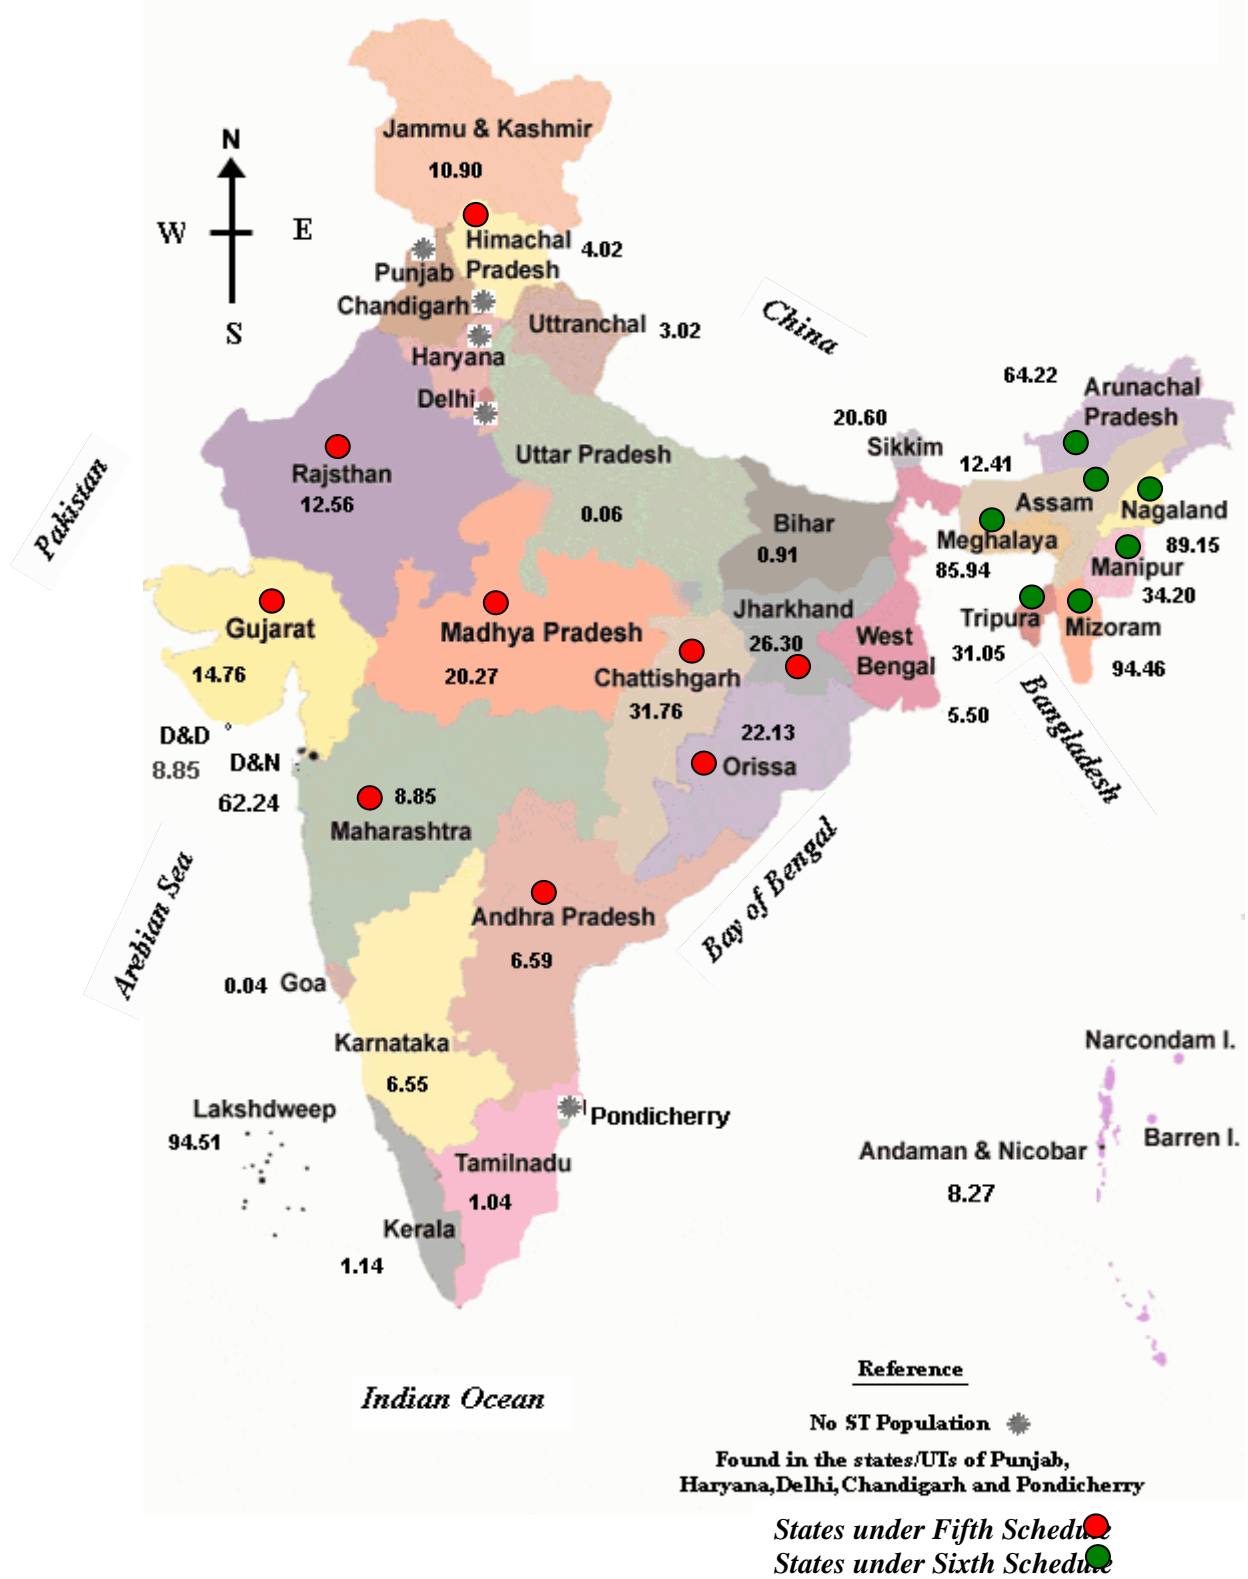 Jammu & Kashmir
10.90
N
W
E
S
Himachal
Pradesh
4.02
Punjab
Chandigarh
Uttranchal
3.02
China
Haryana
Delhi
64.22
Arunachal
Pradesh
20.60
Sikkim
12.41
Assam
Nagaland
89.15
Meghalaya
85.94
Manipur
34.20
Tripura
31.05
Mizoram
94.46
Pakistan
Rajsthan
12.56
Uttar Pradesh
0.06
Bihar
0.91
Jharkhand
26.30
West
Bengal
5.50
Bangladesh
Gujarat
14.76
Madhya Pradesh
20.27
Chattishgarh
31.76
22.13
Orissa
D&D
8.85
D&N
62.24
8.85
Maharashtra
Arebian Sea
Bay of Bengal
Andhra Pradesh
6.59
0.04 Goa
Karnataka
6.55
Lakshdweep
94.51
Pondicherry
Tamilnadu
1.04
Kerala
1.14
Narcondam I.
Barren I.
Andaman & Nicobar
8.27
Indian Ocean
Reference
No ST Population
Found in the states/UTs of Punjab,
Haryana,Delhi,Chandigarh and Pondicherry
States under Fifth Schedule
States under Sixth Schedule